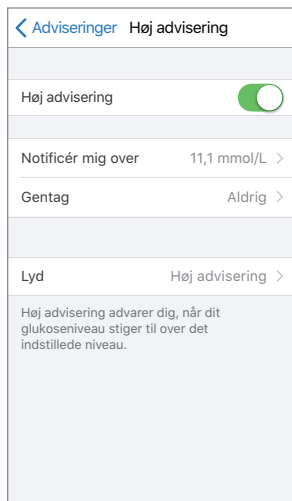 Adviseringer Høj advisering
Høj advisering
Notificér mig over 11,1 mmol/L
Gentag Aldrig
Lyd Høj advisering
Høj advisering advarer dig, når dit
glukoseniveau stiger til over det
indstillede niveau.